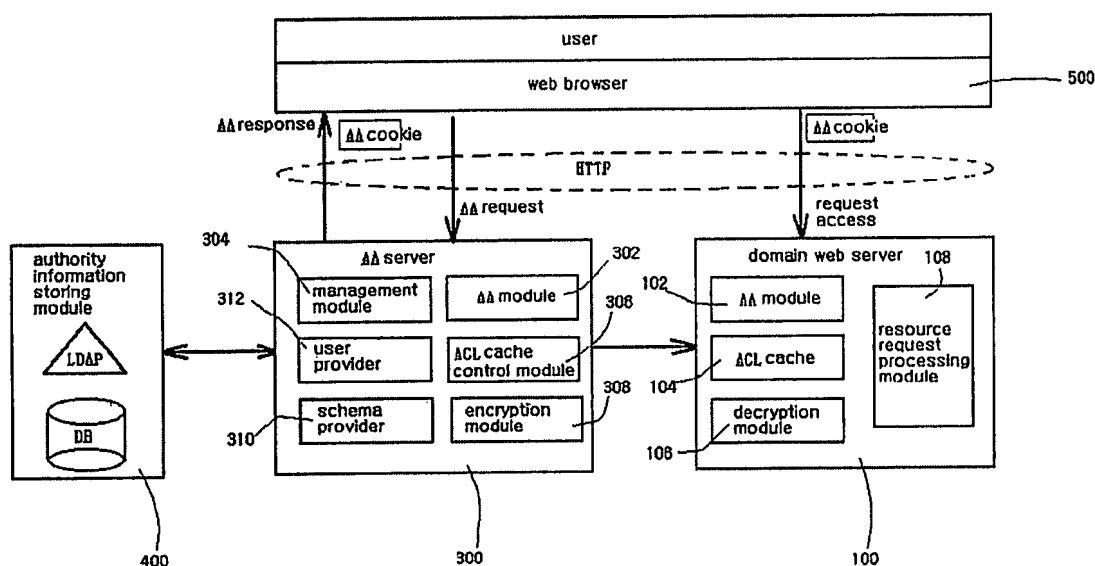 user
web browser
500
AA response
AA cookie
AA cookie
HTTP
AA request
request
access
304
authority
information
storing
module
LDAP
DB
400
312
310
AA server
management
module
AA module
302
306
user
provider
ACL cache
control module
schema
provider
encryption
module
308
300
domain web server
108
102
AA module
resource
request
processing
module
ACL cache
104
decryption
module
106
100